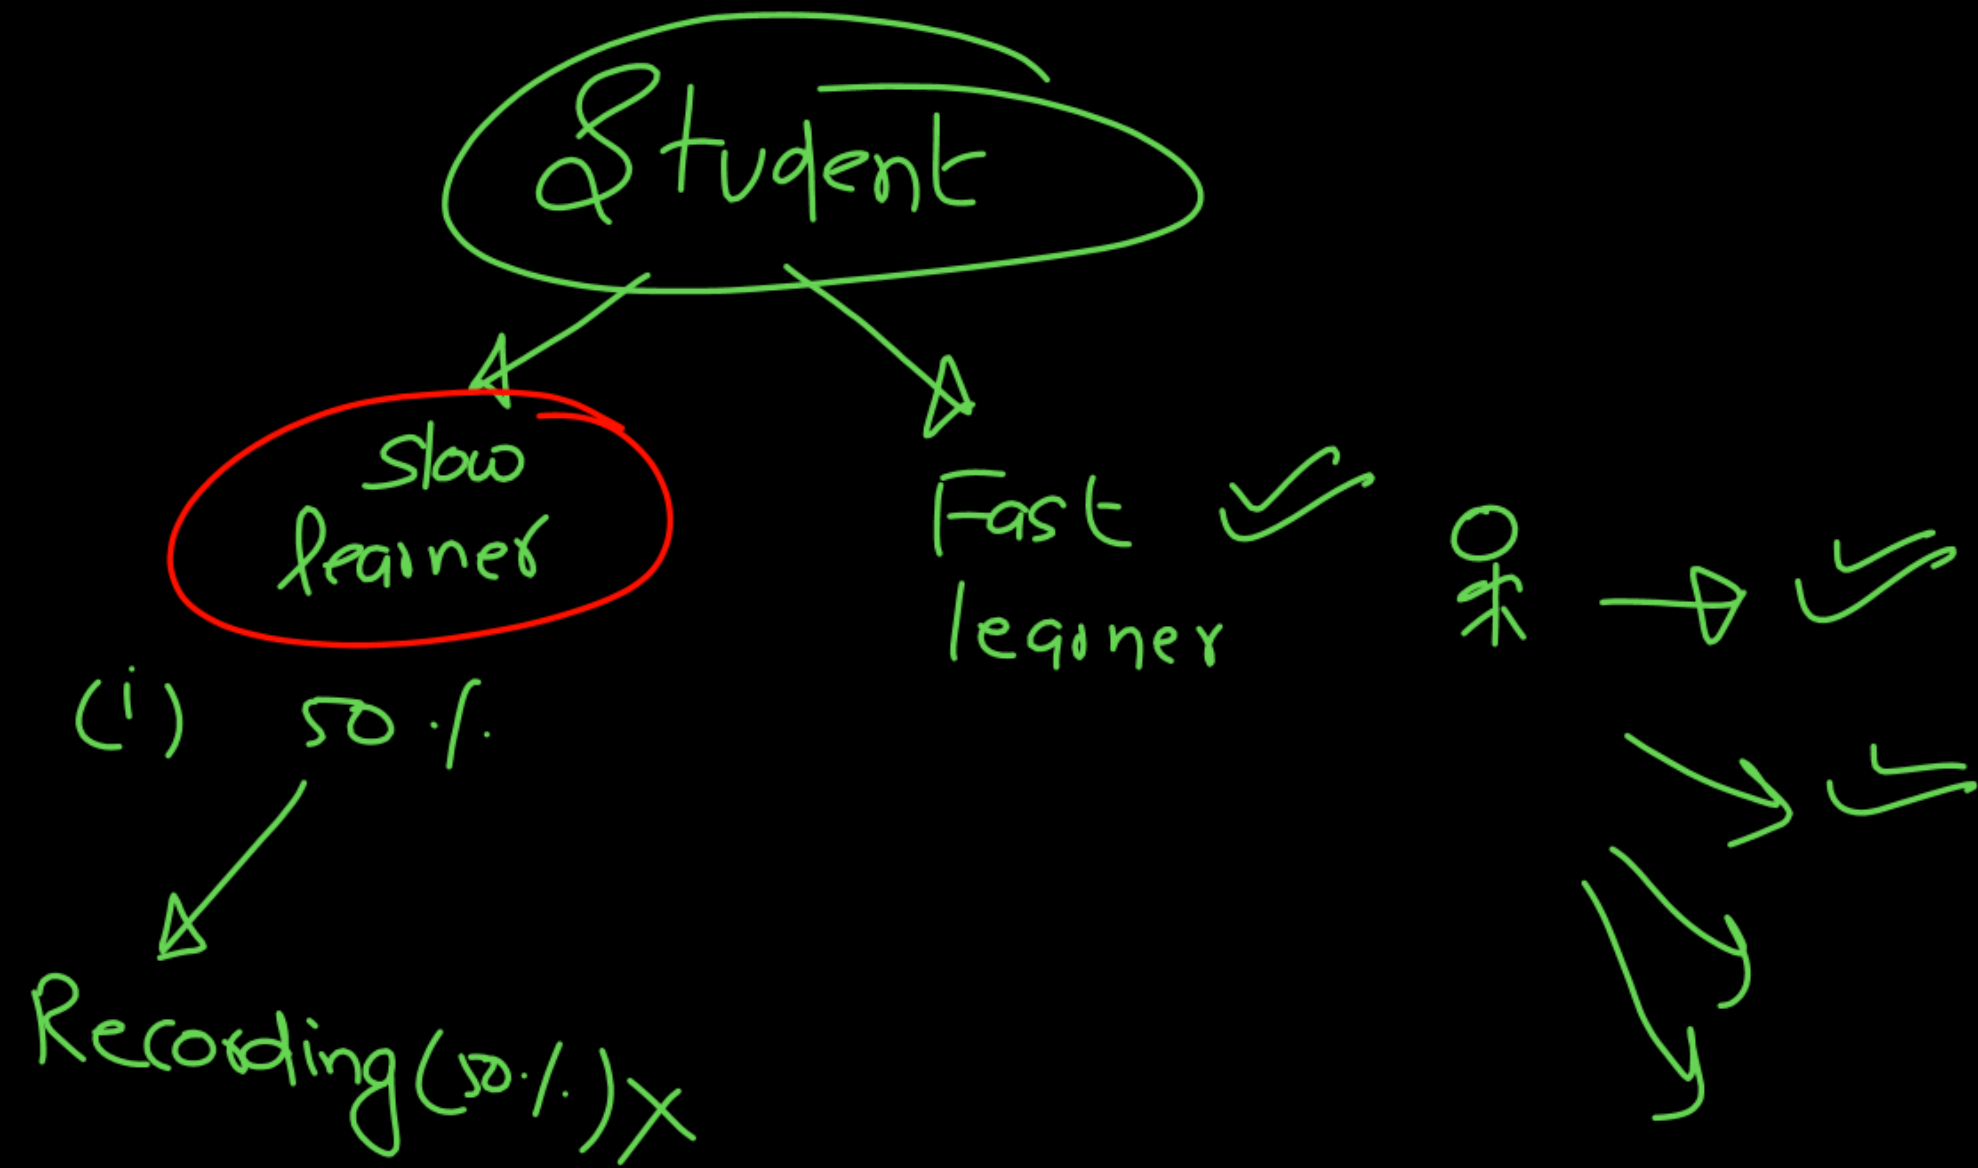 Student
Slow
learner
Fast
learner
(i) 50 %
Recording (50%) X